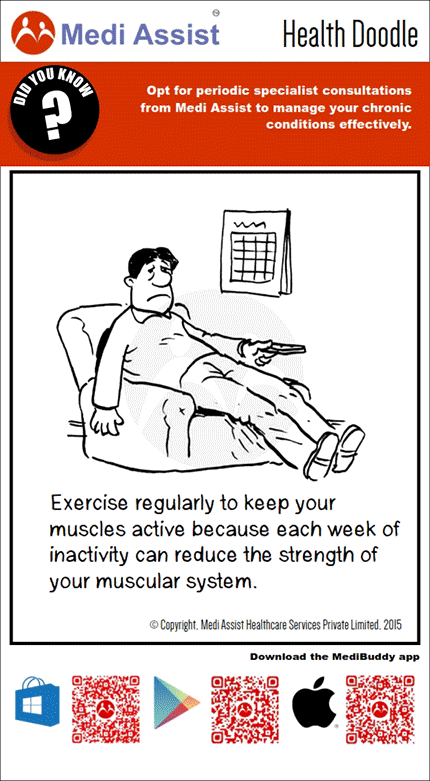 Medi Assist
Health Doodle
DID YOU KNOW
?
Opt for periodic specialist consultations
from Medi Assist to manage your chronic
conditions effectively.
Exercise regularly to keep your
muscles active because each week of
inactivity can reduce the strength of
your muscular system.
© Copyright. Medi Assist Healthcare Services Private Limited. 2015
Download the MediBuddy app